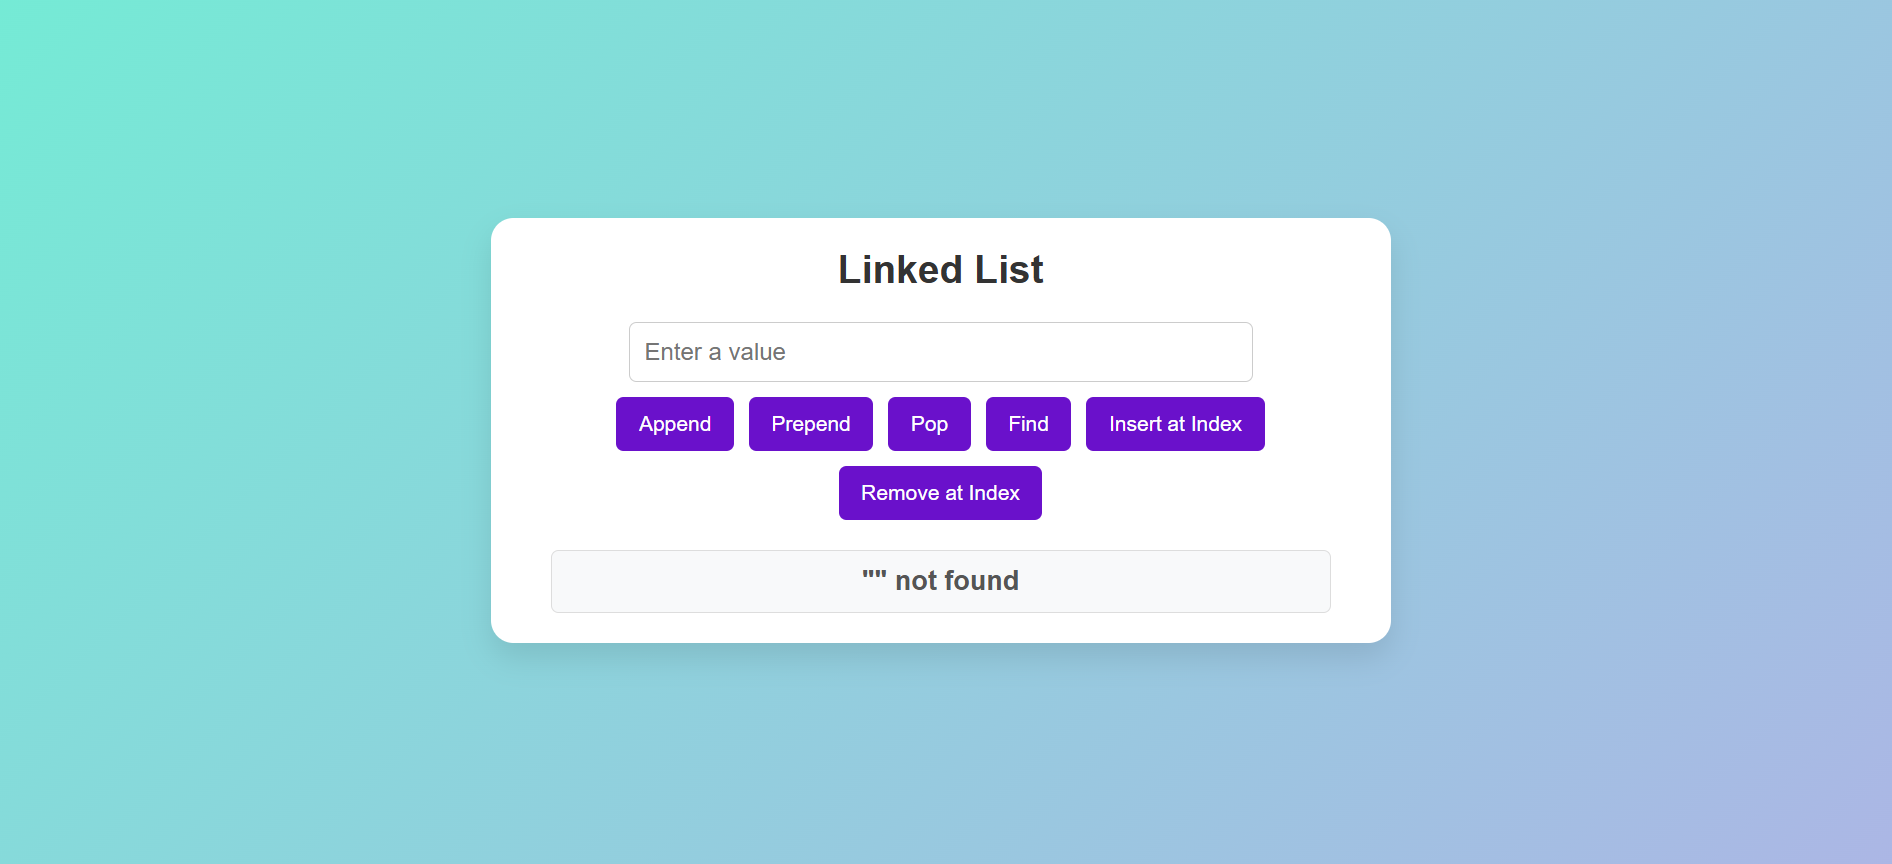 Linked List
Enter a value
Append Prepend Pop Find Insert at Index
Remove at Index
"" not found